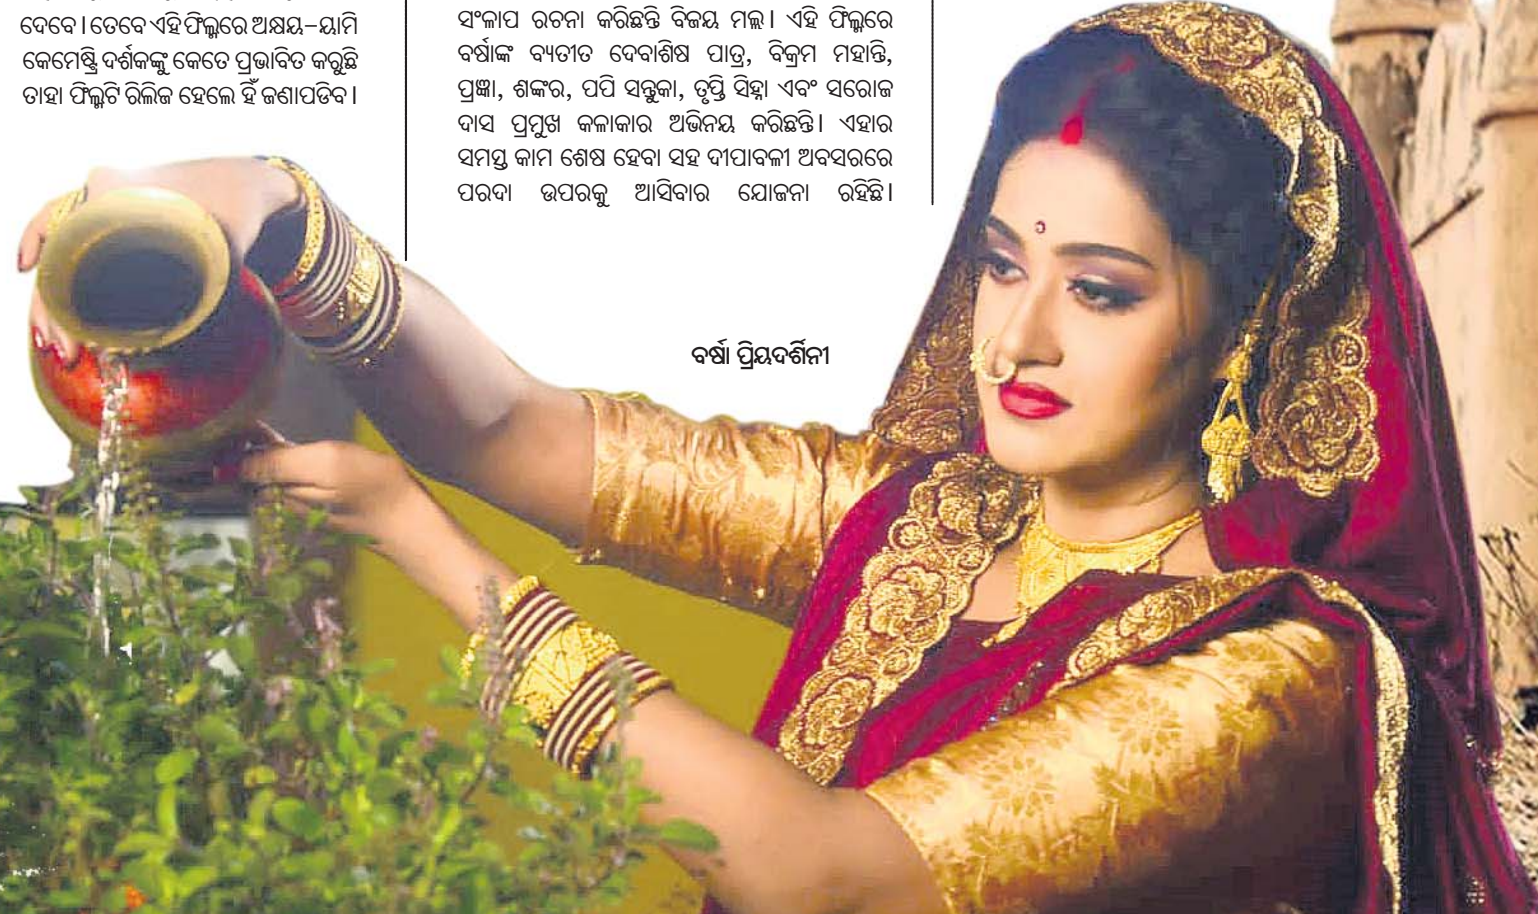 ଦେବେ। ତେବେ ଏହି ଫିଲ୍ମରେ ଅକ୍ଷୟ-ୟାମି
କେମେଷ୍ଟ୍ରି ଦର୍ଶକଙ୍କୁ କେତେ ପ୍ରଭାବିତ କରୁଛି
ତାହା ଫିଲ୍ମଟି ରିଲିଜ ହେଲେ ହିଁ ଜଣାପଡିବ।
ସଂଳାପ ରଚନା କରିଛନ୍ତି ବିଜୟ ମଲ୍ଲ। ଏହି ଫିଲ୍ମରେ
ବର୍ଷାଙ୍କ ବ୍ୟତୀତ ଦେବାଶିଷ ପାତ୍ର, ବିକ୍ରମ ମହାନ୍ତି,
ପ୍ରଜ୍ଞା, ଶଙ୍କର, ପପି ସନ୍ତୁକା, ତୃପ୍ତି ସିହ୍ନା ଏବଂ ସରୋଜ
ଦାସ ପ୍ରମୁଖ କଳାକାର ଅଭିନୟ କରିଛନ୍ତି। ଏହାର
ସମସ୍ତ କାମ ଶେଷ ହେବା ସହ ଦୀପାବଳୀ ଅବସରରେ
ପରଦା ଉପରକୁ ଆସିବାର ଯୋଜନା ରହିଛି।
ବର୍ଷା ପ୍ରିୟଦର୍ଶିନୀ